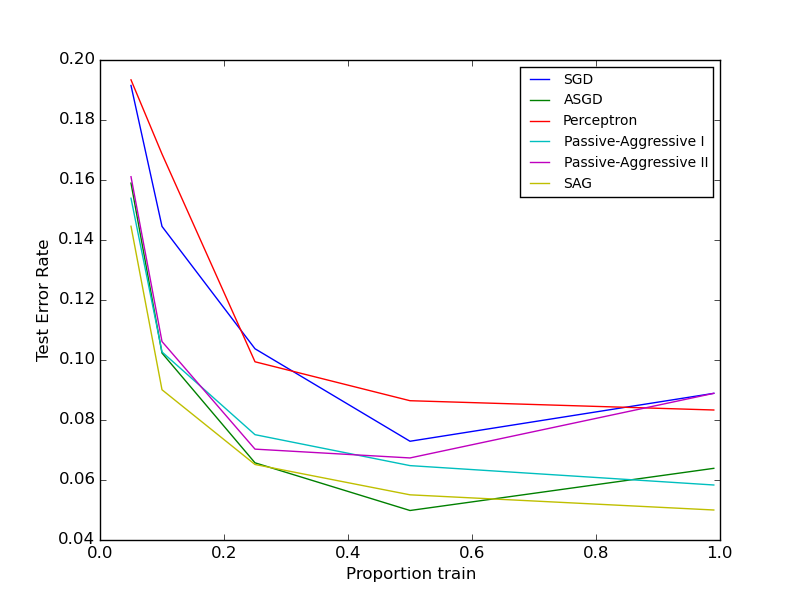 0.20
0.18
0.16
0.14
0.12
0.10
0.08
0.06
0.04
Test Error Rate
SGD
ASGD
Perceptron
Passive-Aggressive I
Passive-Aggressive II
SAG
0.0 0.2 0.4 0.6 0.8 1.0
Proportion train